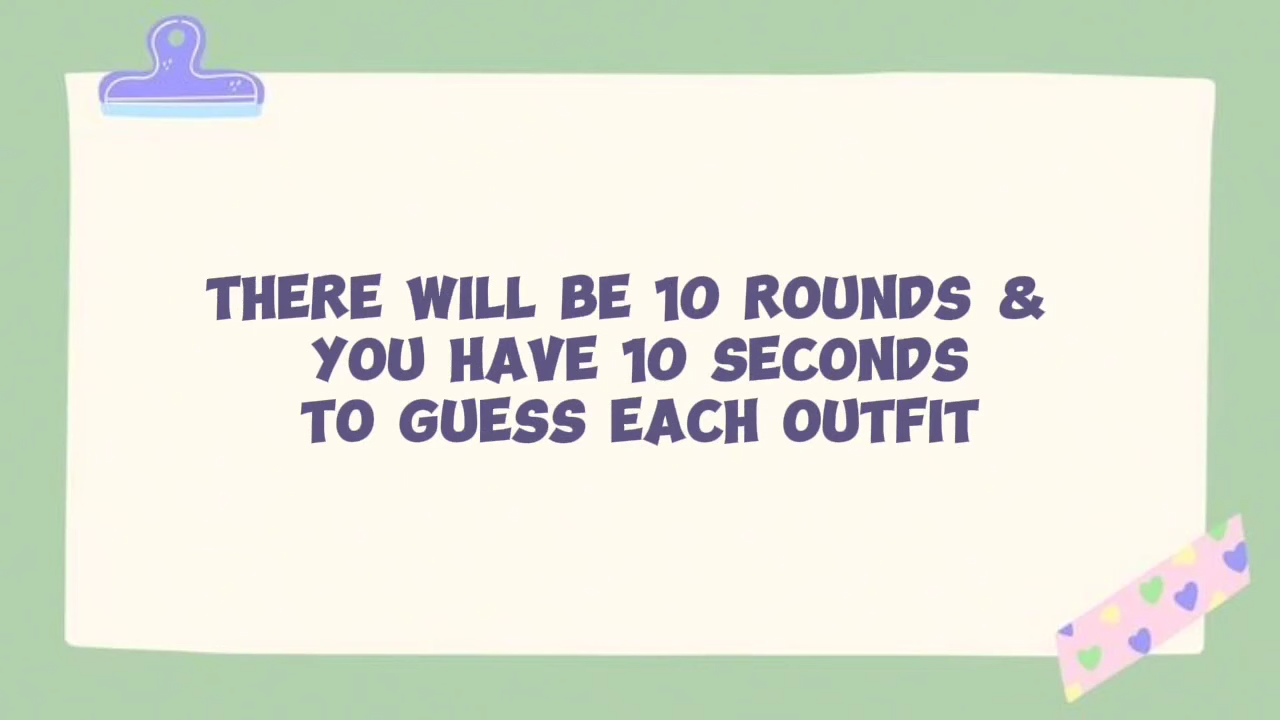 THERE WILL BE 10 ROUNDS &
YOU HAVE 10 SECONDS
TO GUESS EACH OUTFIT